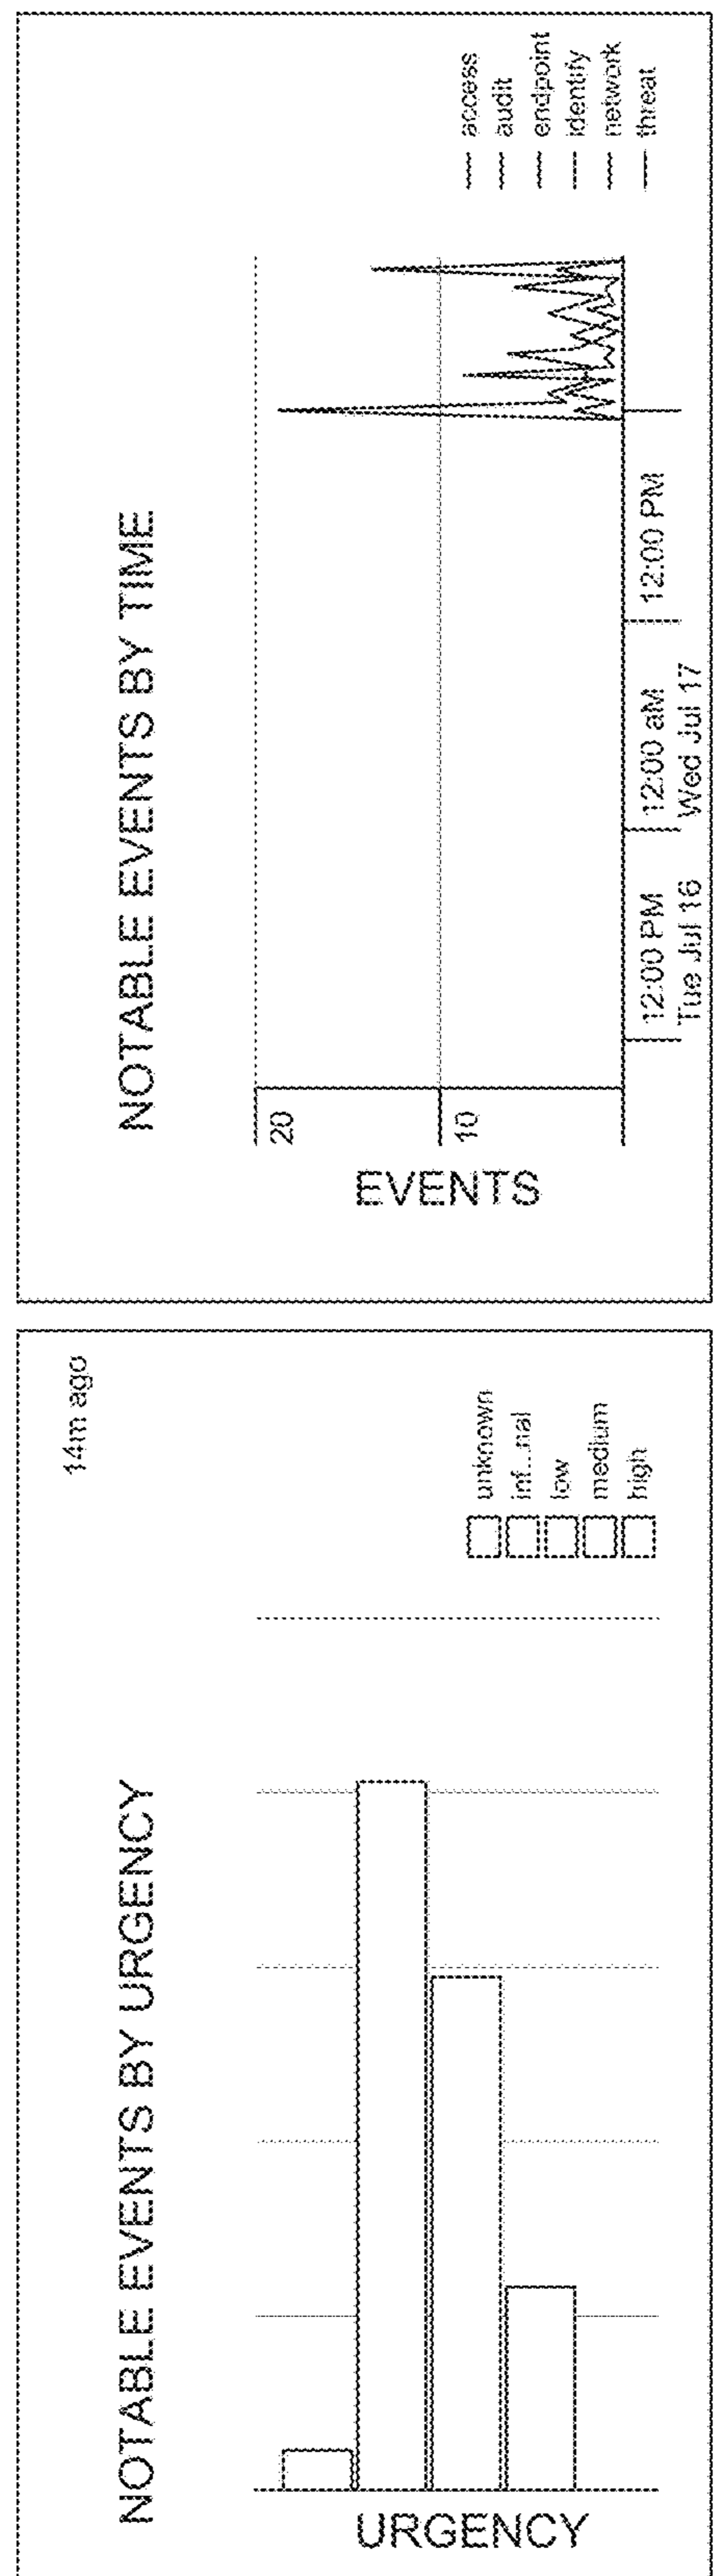 NOTABLE EVENTS BY URGENCY
14m ago
URGENCY
unknown
inf...nal
low
medium
high
NOTABLE EVENTS BY TIME
EVENTS
20
10
12:00 PM
Tue Jul 16
12:00 aM
Wed Jul 17
12:00 PM
access
audit
endpoint
identify
network
threat